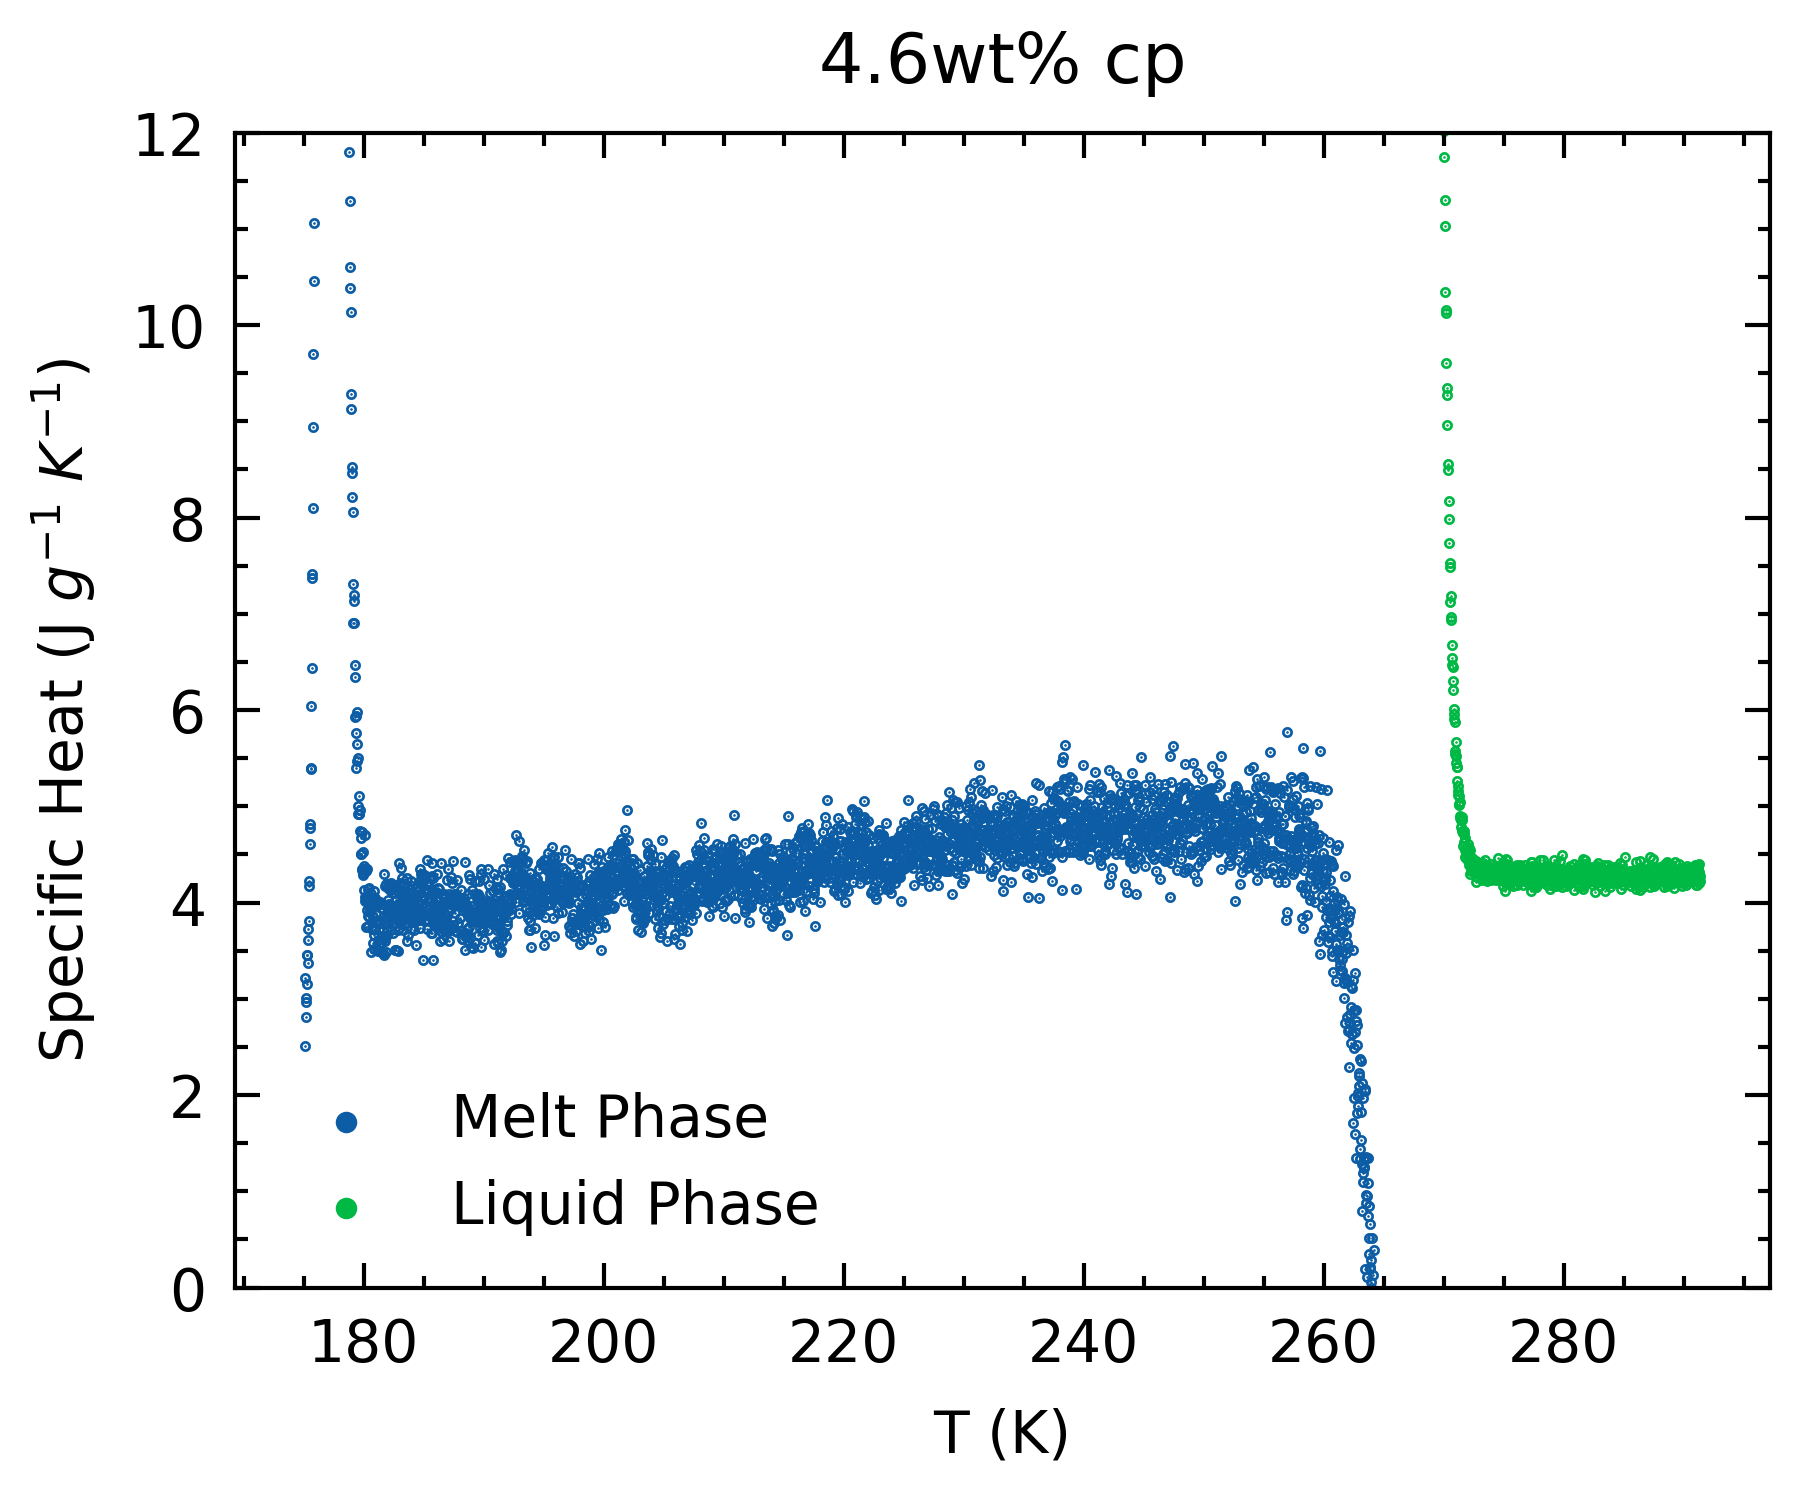 4.6wt% cp
12
10
8
6
4
2
0
Specific Heat (J g⁻¹ K⁻¹)
Melt Phase
Liquid Phase
180 200 220 240 260 280
T (K)